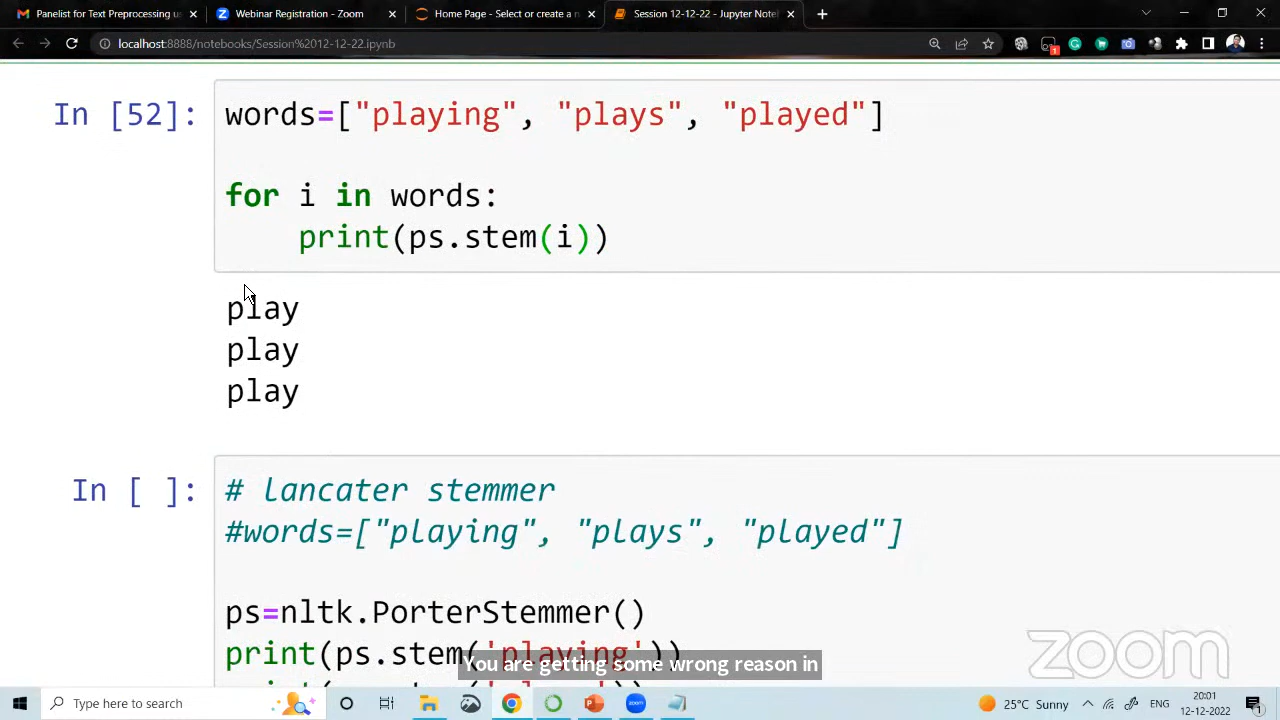 Panelist for Text Preprocessing u
Webinar Registration - Zoom
Home Page - Select or create a n
Session 12-12-22 - Jupyter Note
localhost:8888/notebooks/Session%2012-12-22.ipynb
In [52]:
words=["playing", "plays", "played"]
for i in words:
print(ps.stem(i))
play
play
play
In [ ]:
# lancater stemmer
#words=["playing", "plays", "played"]
ps=nltk.PorterStemmer()
print(ps.stem('playing'))
You are getting some wrong reason in
zoom
Type here to search
25°C Sunny
ENG
20:01
12-12-2022